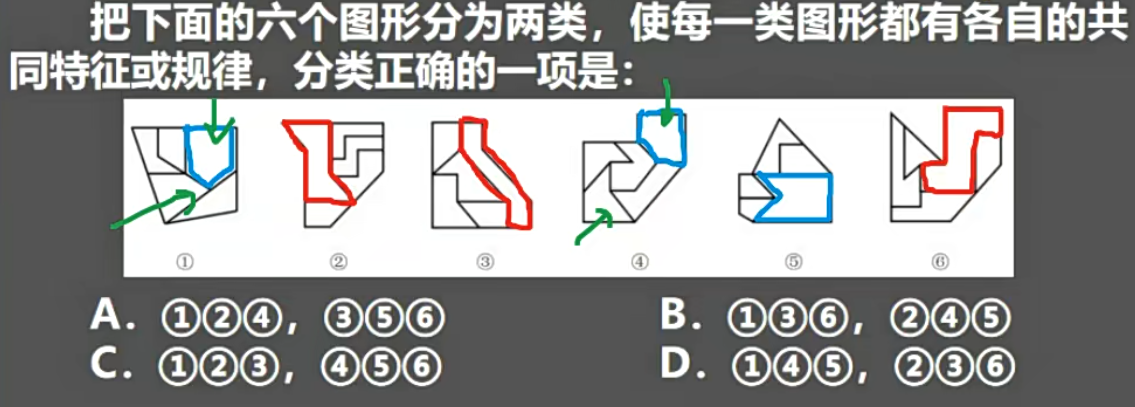 把下面的六个图形分为两类，使每一类图形都有各自的共
同特征或规律，分类正确的一项是：
① ② ③ ④ ⑤ ⑥
A. ①②④，③⑤⑥ B. ①③⑥，②④⑤
C. ①②③，④⑤⑥ D. ①④⑤，②③⑥